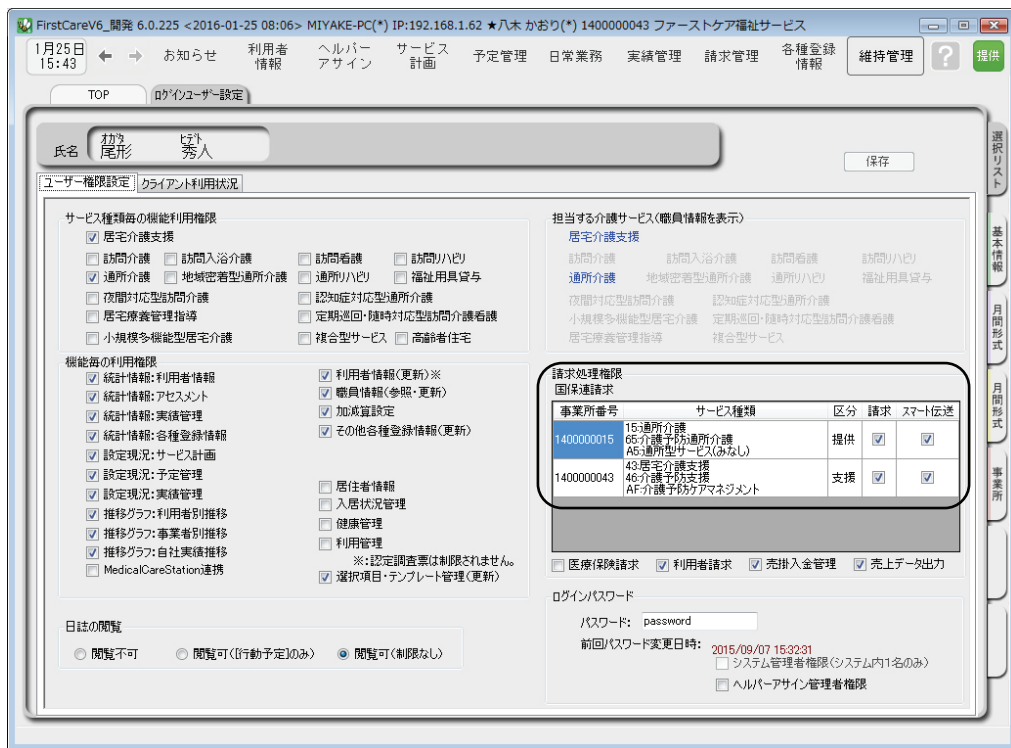 FirstCareV6_開発 6.0.225 <2016-01-25 08:06> MIYAKE-PC(*) IP:192.168.1.62 ★八木 かおり(*) 1400000043 ファーストケア福祉サービス
1月25日
15:43
← → お知らせ 利用者情報 ヘルパーアサイン サービス計画 予定管理 日常業務 実績管理 請求管理 各種登録情報 維持管理 ? 提供
TOP ログインユーザー設定
オガタ ヒデト
氏名 尾形 秀人
保存
ユーザー権限設定 クライアント利用状況
サービス種類毎の機能利用権限
居宅介護支援
訪問介護 訪問入浴介護 訪問看護 訪問リハビリ
通所介護 地域密着型通所介護 通所リハビリ 福祉用具貸与
夜間対応型訪問介護 認知症対応型通所介護
居宅療養管理指導 定期巡回・随時対応型訪問介護看護
小規模多機能型居宅介護 複合型サービス 高齢者住宅
機能毎の利用権限
統計情報:利用者情報
統計情報:アセスメント
統計情報:実績管理
統計情報:各種登録情報
設定現況:サービス計画
設定現況:予定管理
設定現況:実績管理
推移グラフ:利用者別推移
推移グラフ:事業者別推移
推移グラフ:自社実績推移
MedicalCareStation連携
利用者情報(更新)※
職員情報(参照・更新)
加減算設定
その他各種登録情報(更新)
居住者情報
入居状況管理
健康管理
利用管理
※:認定調査票は制限されません。
選択項目・テンプレート管理(更新)
日誌の閲覧
閲覧不可 閲覧可([行動予定]のみ) 閲覧可(制限なし)
担当する介護サービス(職員情報を表示)
居宅介護支援
訪問介護 訪問入浴介護 訪問看護 訪問リハビリ
通所介護 地域密着型通所介護 通所リハビリ 福祉用具貸与
夜間対応型訪問介護 認知症対応型通所介護
小規模多機能型居宅介護 定期巡回・随時対応型訪問介護看護
居宅療養管理指導 複合型サービス
請求処理権限
国保連請求
事業所番号 サービス種類 区分 請求 スマート伝送
1400000015 15:通所介護 提供
65:介護予防通所介護
A5:通所型サービス(みなし)
1400000043 43:居宅介護支援 支援
46:介護予防支援
AF:介護予防ケアマネジメント
医療保険請求 利用者請求 売掛入金管理 売上データ出力
ログインパスワード
パスワード: password
前回パスワード変更日時: 2015/09/07 15:32:31
システム管理者権限(システム内1名のみ)
ヘルパーアサイン管理者権限
選択リスト
基本情報
月間形式
月間形式
事業所